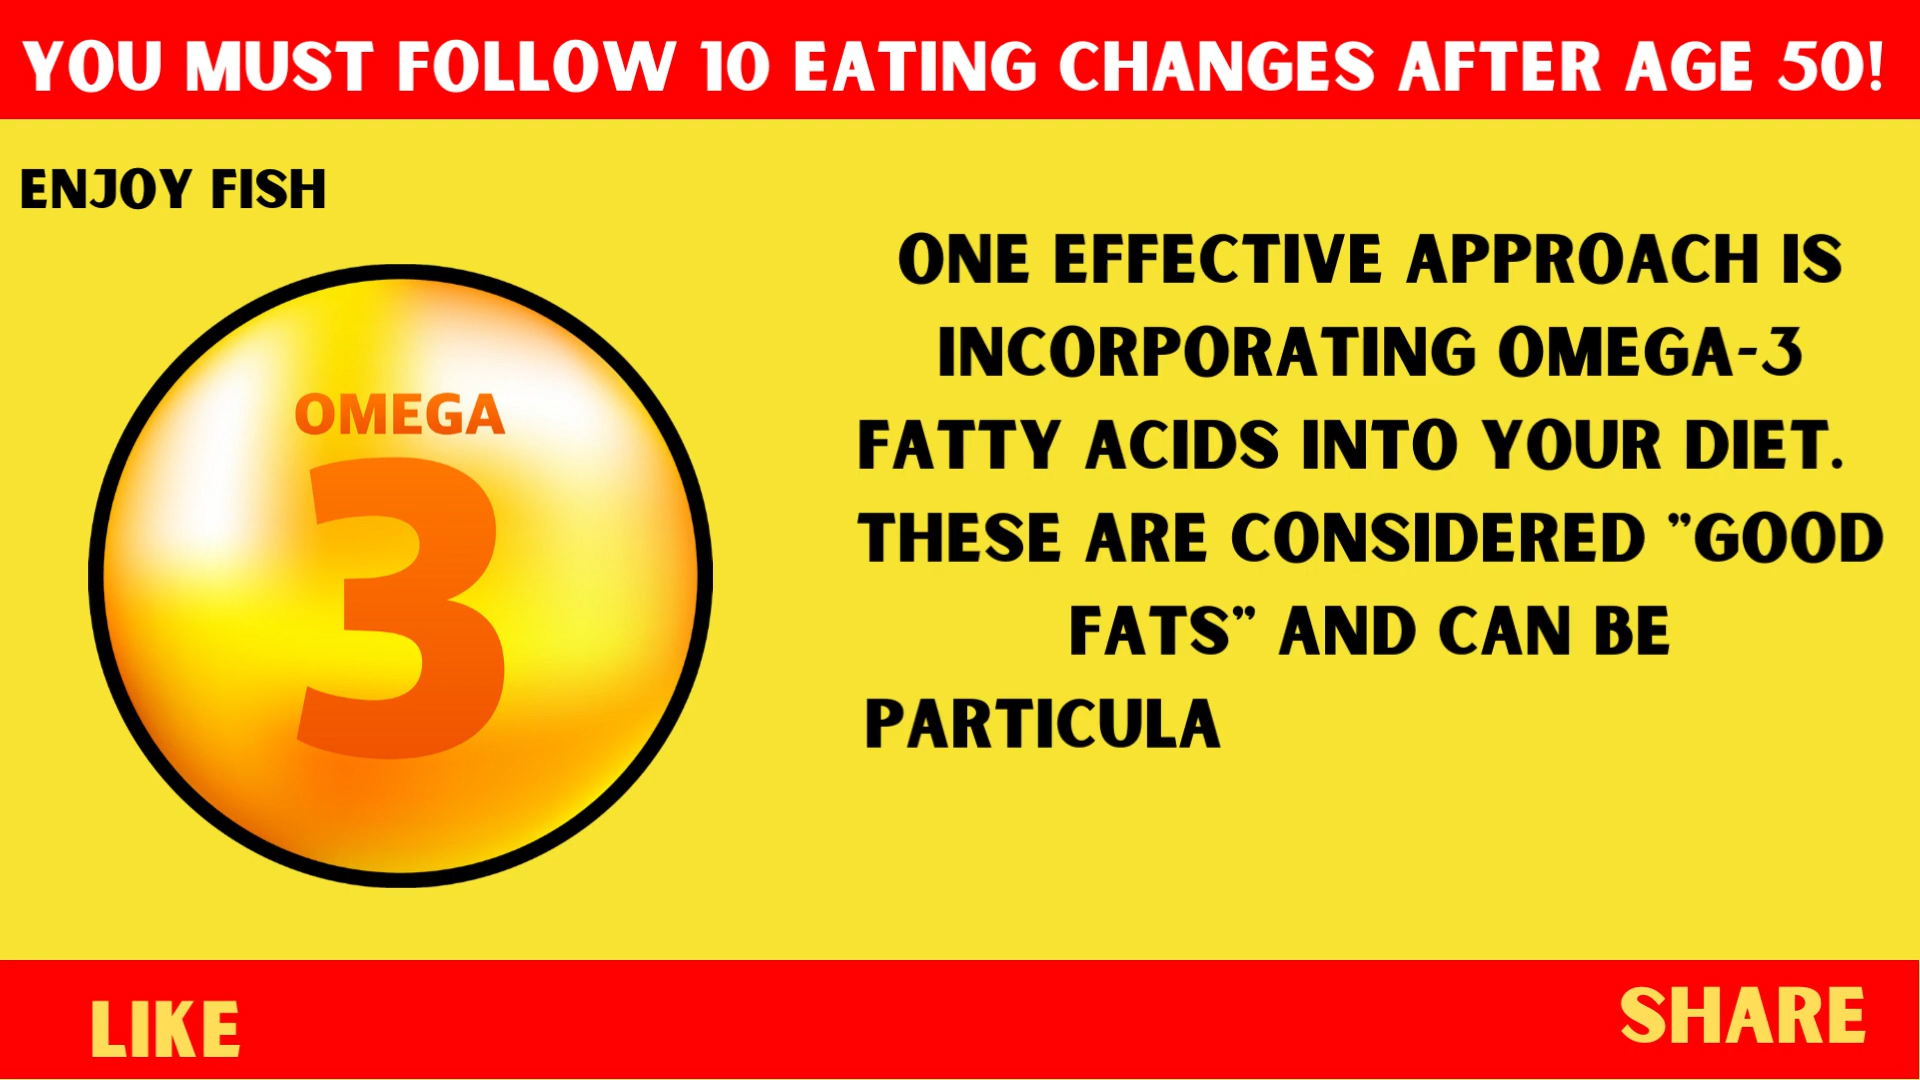 YOU MUST FOLLOW 10 EATING CHANGES AFTER AGE 50!
ENJOY FISH
OMEGA
3
ONE EFFECTIVE APPROACH IS
INCORPORATING OMEGA-3
FATTY ACIDS INTO YOUR DIET.
THESE ARE CONSIDERED ”GOOD
FATS” AND CAN BE
PARTICULA
LIKE
SHARE